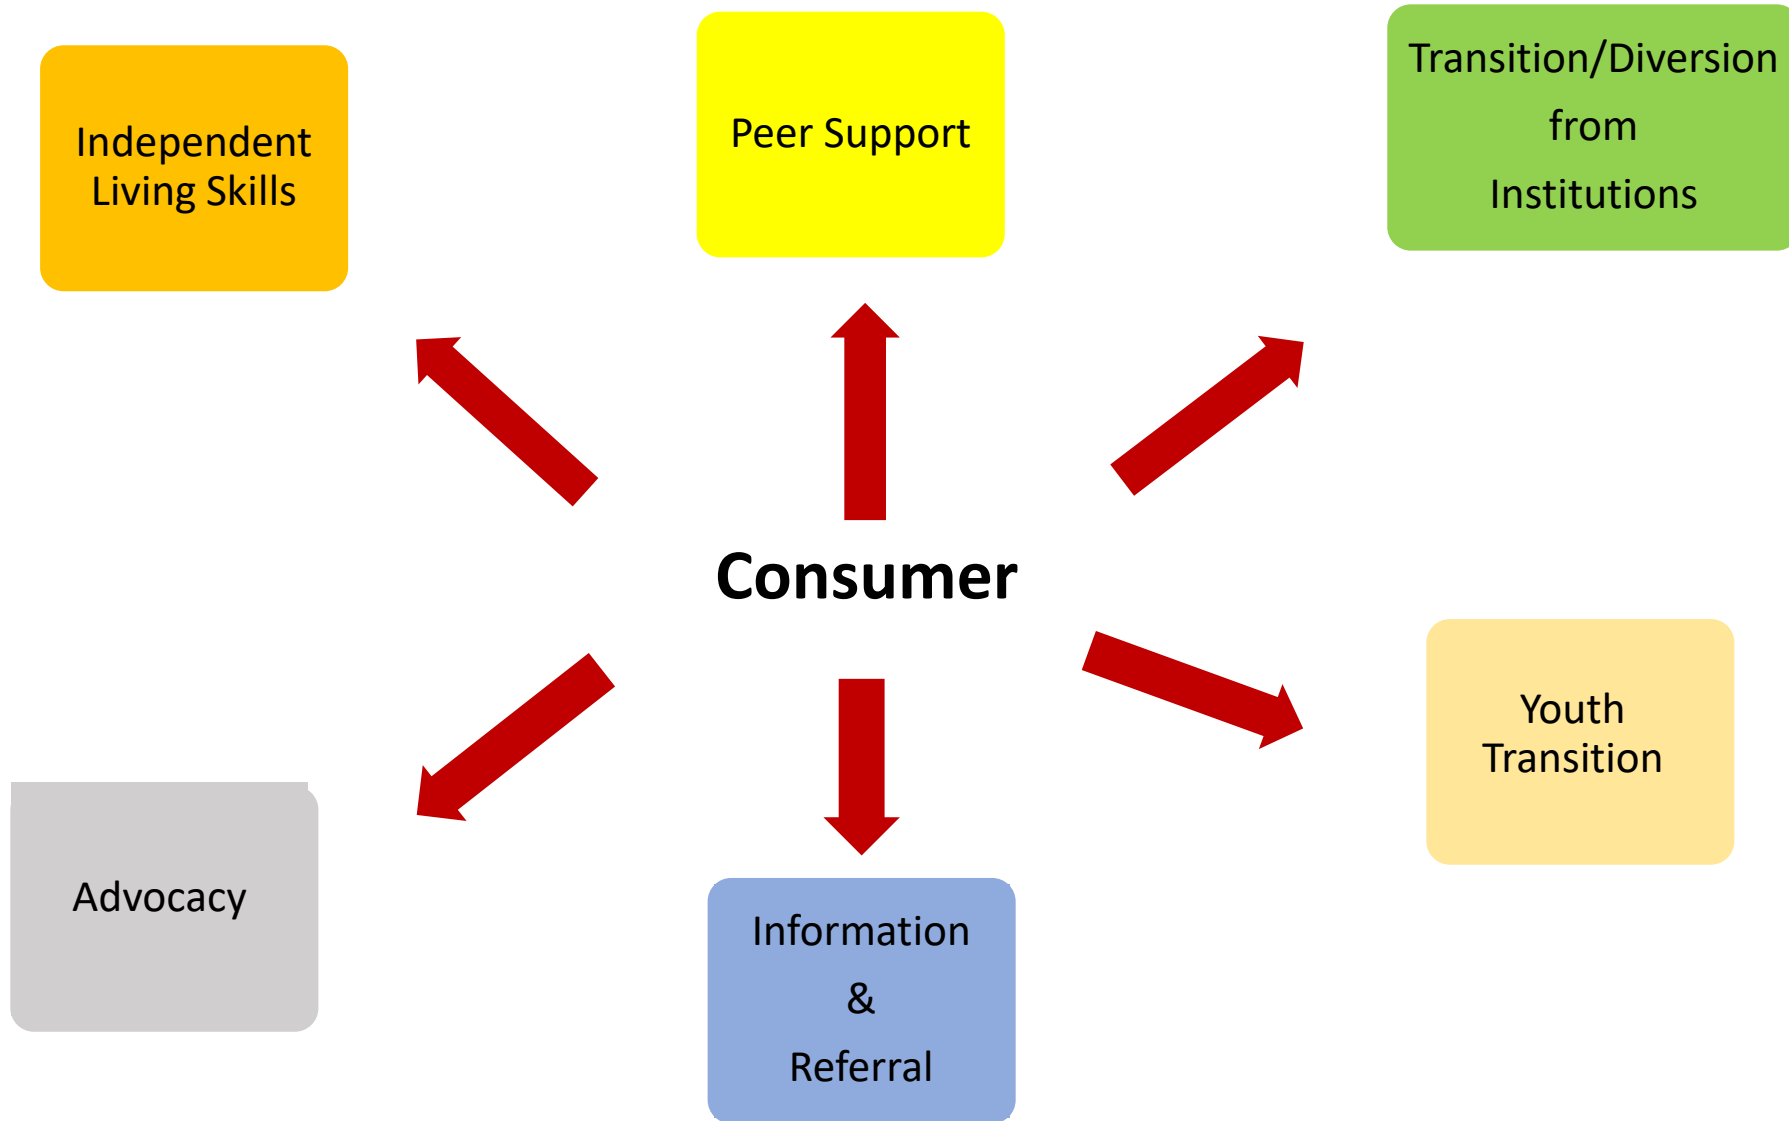 Independent
Living Skills
Peer Support
Transition/Diversion
from
Institutions
Consumer
Advocacy
Information
&
Referral
Youth
Transition